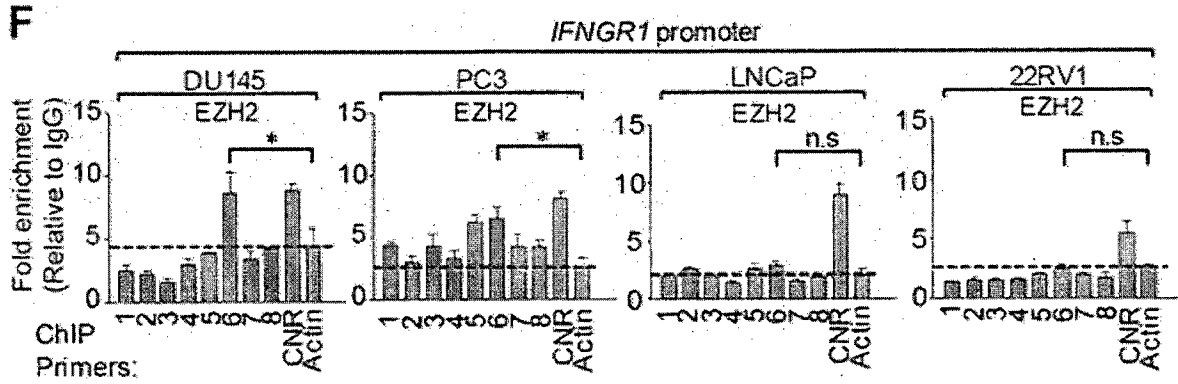 F
IFNGR1 promoter
DU145 PC3 LNCaP 22RV1
EZH2 EZH2 EZH2 EZH2
* * n.s n.s
Fold enrichment
(Relative to IgG)
15 10 5 0
15 10 5 0
15 10 5 0
15 10 5 0
ChIP
Primers:
1 2 3 4 5 6 7 8 CNR Actin
1 2 3 4 5 6 7 8 CNR Actin
1 2 3 4 5 6 7 8 CNR Actin
1 2 3 4 5 6 7 8 CNR Actin